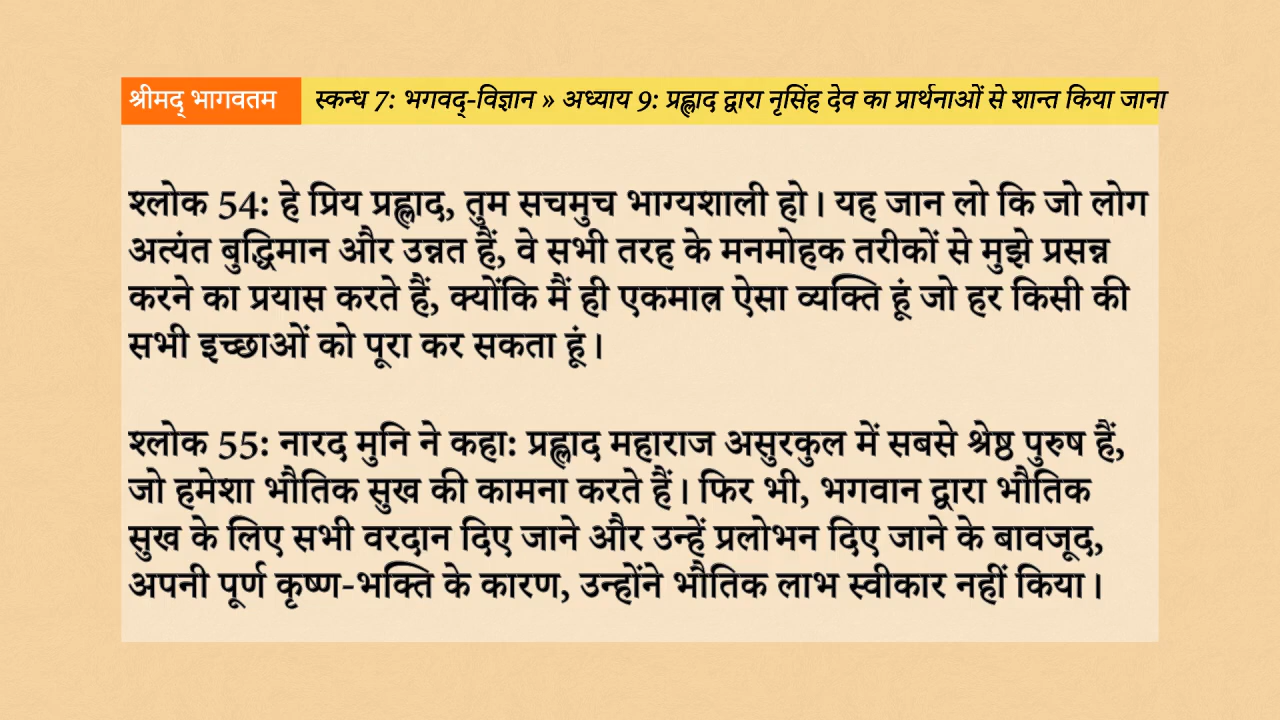 श्रीमद् भागवतम स्कन्ध 7: भगवद्-विज्ञान » अध्याय 9: प्रह्लाद द्वारा नृसिंह देव का प्रार्थनाओं से शान्त किया जाना
श्लोक 54: हे प्रिय प्रह्लाद, तुम सचमुच भाग्यशाली हो। यह जान लो कि जो लोग
अत्यंत बुद्धिमान और उन्नत हैं, वे सभी तरह के मनमोहक तरीकों से मुझे प्रसन्न
करने का प्रयास करते हैं, क्योंकि मैं ही एकमात्र ऐसा व्यक्ति हूं जो हर किसी की
सभी इच्छाओं को पूरा कर सकता हूं।
श्लोक 55: नारद मुनि ने कहा: प्रह्लाद महाराज असुरकुल में सबसे श्रेष्ठ पुरुष हैं,
जो हमेशा भौतिक सुख की कामना करते हैं। फिर भी, भगवान द्वारा भौतिक
सुख के लिए सभी वरदान दिए जाने और उन्हें प्रलोभन दिए जाने के बावजूद,
अपनी पूर्ण कृष्ण-भक्ति के कारण, उन्होंने भौतिक लाभ स्वीकार नहीं किया।